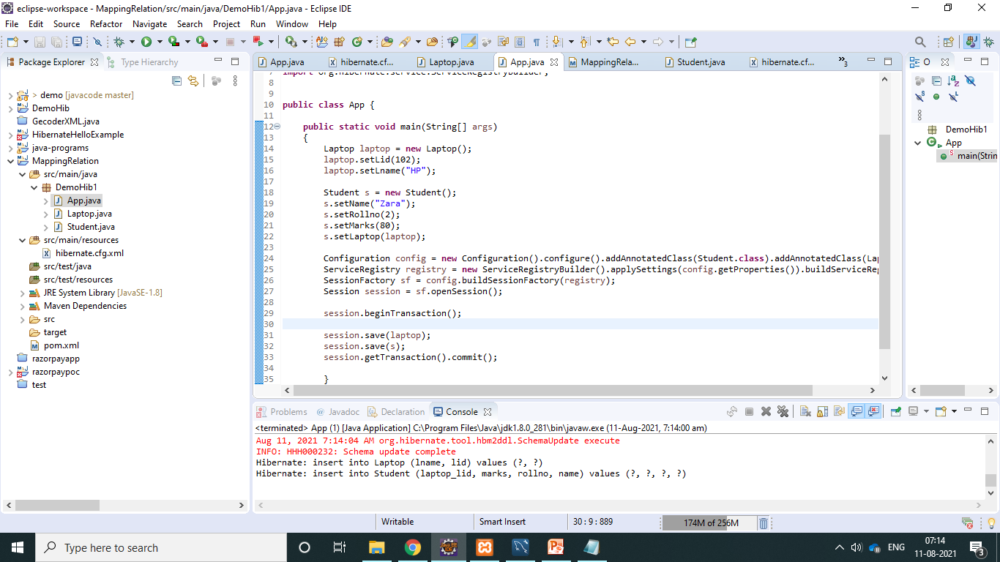 eclipse-workspace - MappingRelation/src/main/java/DemoHib1/App.java - Eclipse IDE
File Edit Source Refactor Navigate Search Project Run Window Help
Package Explorer Type Hierarchy
> demo [javacode master]
DemoHib
GecoderXML.java
HibernateHelloExample
java-programs
MappingRelation
src/main/java
DemoHib1
App.java
Laptop.java
Student.java
src/main/resources
hibernate.cfg.xml
src/test/java
src/test/resources
JRE System Library [JavaSE-1.8]
Maven Dependencies
src
target
pom.xml
razorpayapp
razorpaypoc
test
App.java hibernate.cf... Laptop.java App.java MappingRela... Student.java hibernate.cf... »3
7 import org.hibernate.service.ServiceRegistryBuilder;
8
9
10 public class App {
11
12 public static void main(String[] args)
13 {
14 Laptop laptop = new Laptop();
15 laptop.setLid(102);
16 laptop.setLname("HP");
17
18 Student s = new Student();
19 s.setName("Zara");
20 s.setRollno(2);
21 s.setMarks(80);
22 s.setLaptop(laptop);
23
24 Configuration config = new Configuration().configure().addAnnotatedClass(Student.class).addAnnotatedClass(Lap
25 ServiceRegistry registry = new ServiceRegistryBuilder().applySettings(config.getProperties()).buildServiceReg
26 SessionFactory sf = config.buildSessionFactory(registry);
27 Session session = sf.openSession();
28
29 session.beginTransaction();
30
31 session.save(laptop);
32 session.save(s);
33 session.getTransaction().commit();
34
35 }
O
DemoHib1
App
main(Strin
Problems @ Javadoc Declaration Console
<terminated> App (1) [Java Application] C:\Program Files\Java\jdk1.8.0_281\bin\javaw.exe (11-Aug-2021, 7:14:00 am)
Aug 11, 2021 7:14:04 AM org.hibernate.tool.hbm2ddl.SchemaUpdate execute
INFO: HHH000232: Schema update complete
Hibernate: insert into Laptop (lname, lid) values (?, ?)
Hibernate: insert into Student (laptop_lid, marks, rollno, name) values (?, ?, ?, ?)
Writable Smart Insert 30 : 9 : 889 174M of 256M
Type here to search
ENG
07:14
11-08-2021
3